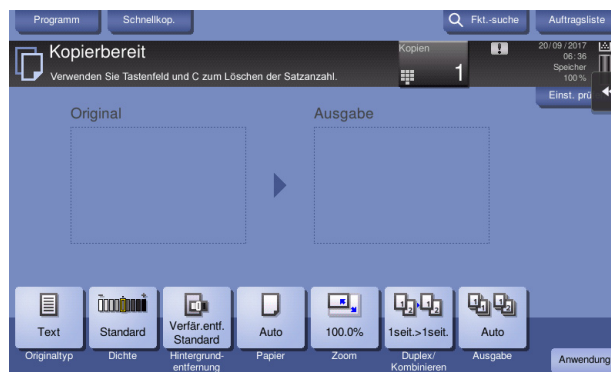 Programm
Schnellkop.
Fkt.-suche
Auftragsliste
Kopierbereit
Kopien
20/09/2017
06:36
Speicher
100%
Verwenden Sie Tastenfeld und C zum Löschen der Satzanzahl.
1
Einst. prü
Original
Ausgabe
Text
Standard
Verfär.entf.
Standard
Auto
100.0%
1seit.>1seit.
Auto
Originaltyp
Dichte
Hintergrund-
entfernung
Papier
Zoom
Duplex/
Kombinieren
Ausgabe
Anwendung